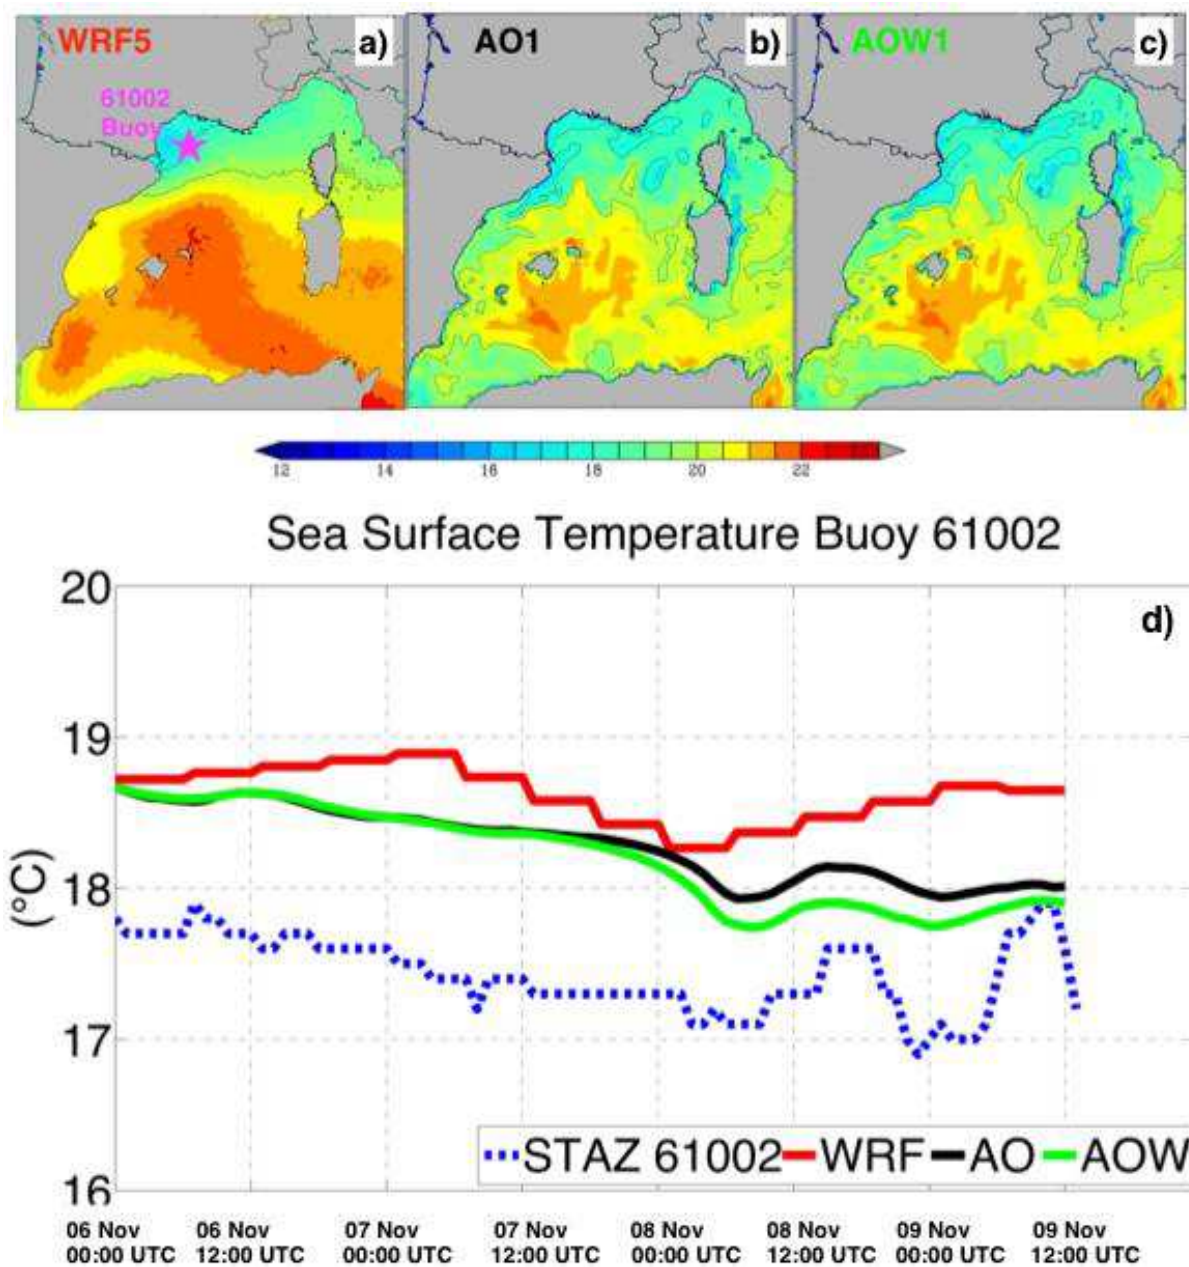 WRF5
a)
AO1
b)
AOW1
c)
61002
Buoy
12 14 16 18 20 22
Sea Surface Temperature Buoy 61002
d)
20
19
18
17
16
(°C)
STAZ 61002 WRF AO AOW
06 Nov 06 Nov 07 Nov 07 Nov 08 Nov 08 Nov 09 Nov 09 Nov
00:00 UTC 12:00 UTC 00:00 UTC 12:00 UTC 00:00 UTC 12:00 UTC 00:00 UTC 12:00 UTC